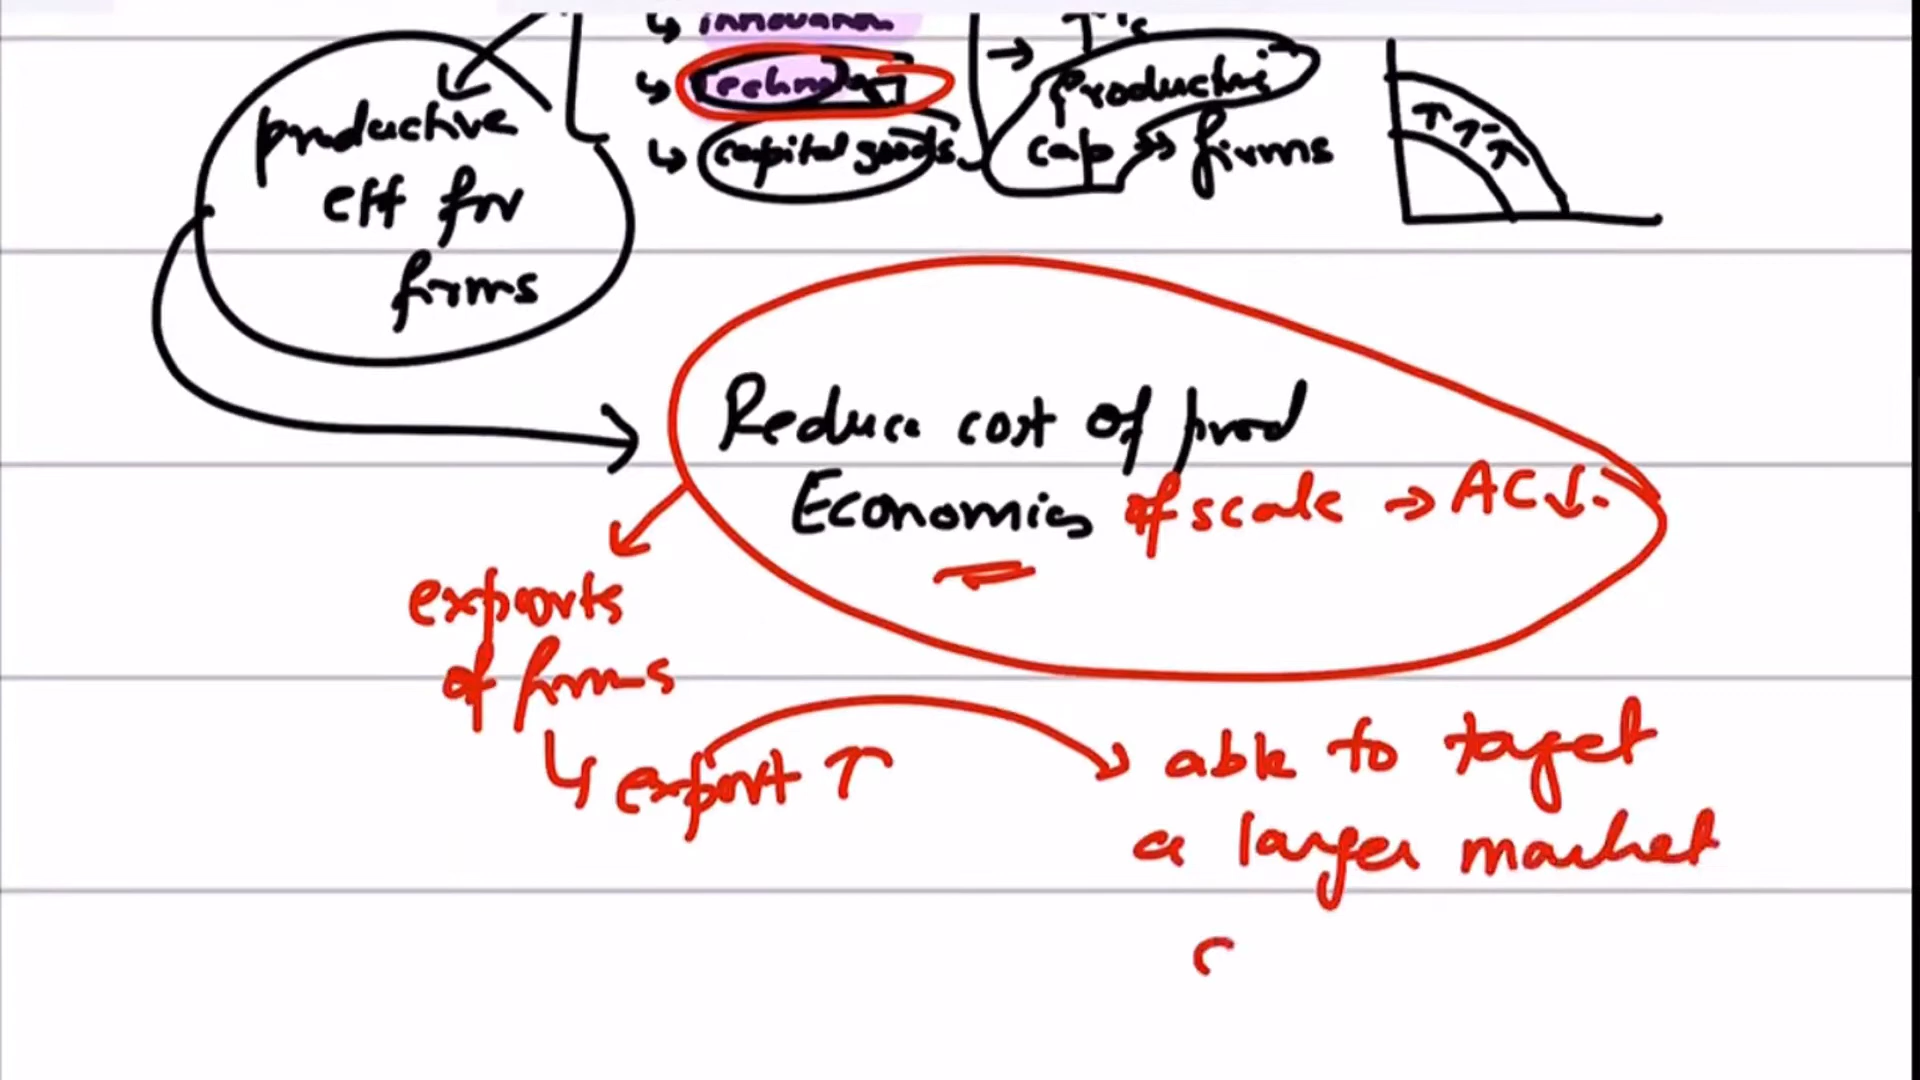 ↳ innovation
↳ Technology
↳ capital goods
→ ↑ 's
productive
cap → firms
↑ ↑ ↑
productive
eff for
firms
Reduce cost of prod
Economies of scale → AC↓.
exports
of firms
↳ export ↑
able to target
a larger market